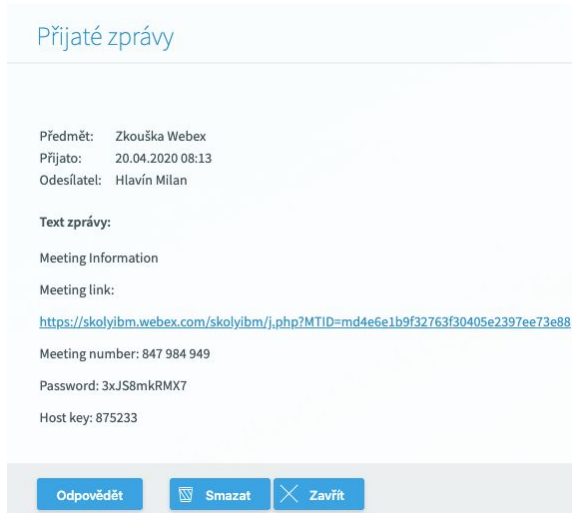 Přijaté zprávy
Předmět: Zkouška Webex
Přijato: 20.04.2020 08:13
Odesílatel: Hlavín Milan
Text zprávy:
Meeting Information
Meeting link:
https://skolyibm.webex.com/skolyibm/j.php?MTID=md4e6e1b9f32763f30405e2397ee73e88
Meeting number: 847 984 949
Password: 3xJS8mkRMX7
Host key: 875233
Odpovědět Smazat Zavřít